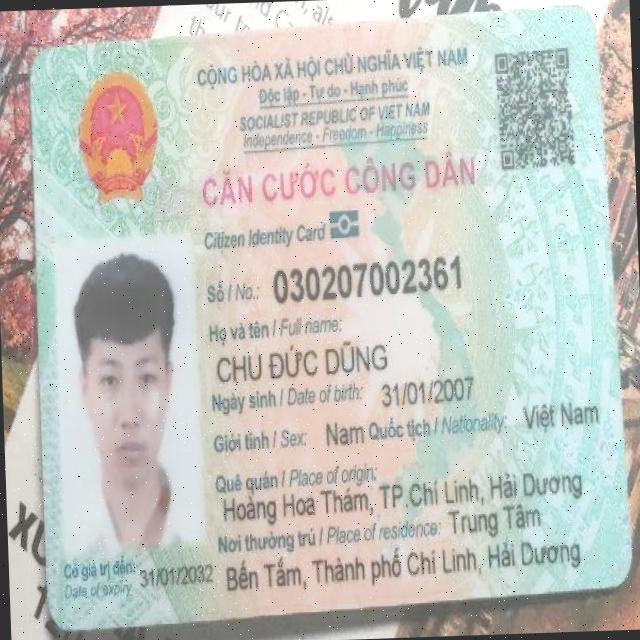 CỘNG HÒA XÃ HỘI CHỦ NGHĨA VIỆT NAM
Độc lập - Tự do - Hạnh phúc
SOCIALIST REPUBLIC OF VIET NAM
Independence - Freedom - Happiness
CĂN CƯỚC CÔNG DÂN
Citizen Identity Card
Số / No.: 030207002361
Họ và tên / Full name:
CHU ĐỨC DŨNG
Ngày sinh / Date of birth: 31/01/2007
Giới tính / Sex: Nam Quốc tịch / Nationality: Việt Nam
Quê quán / Place of origin:
Hoàng Hoa Thám, TP Chí Linh, Hải Dương
Nơi thường trú / Place of residence: Trung Tâm
Bến Tắm, Thành phố Chí Linh, Hải Dương
Có giá trị đến: 31/01/2032
Date of expiry